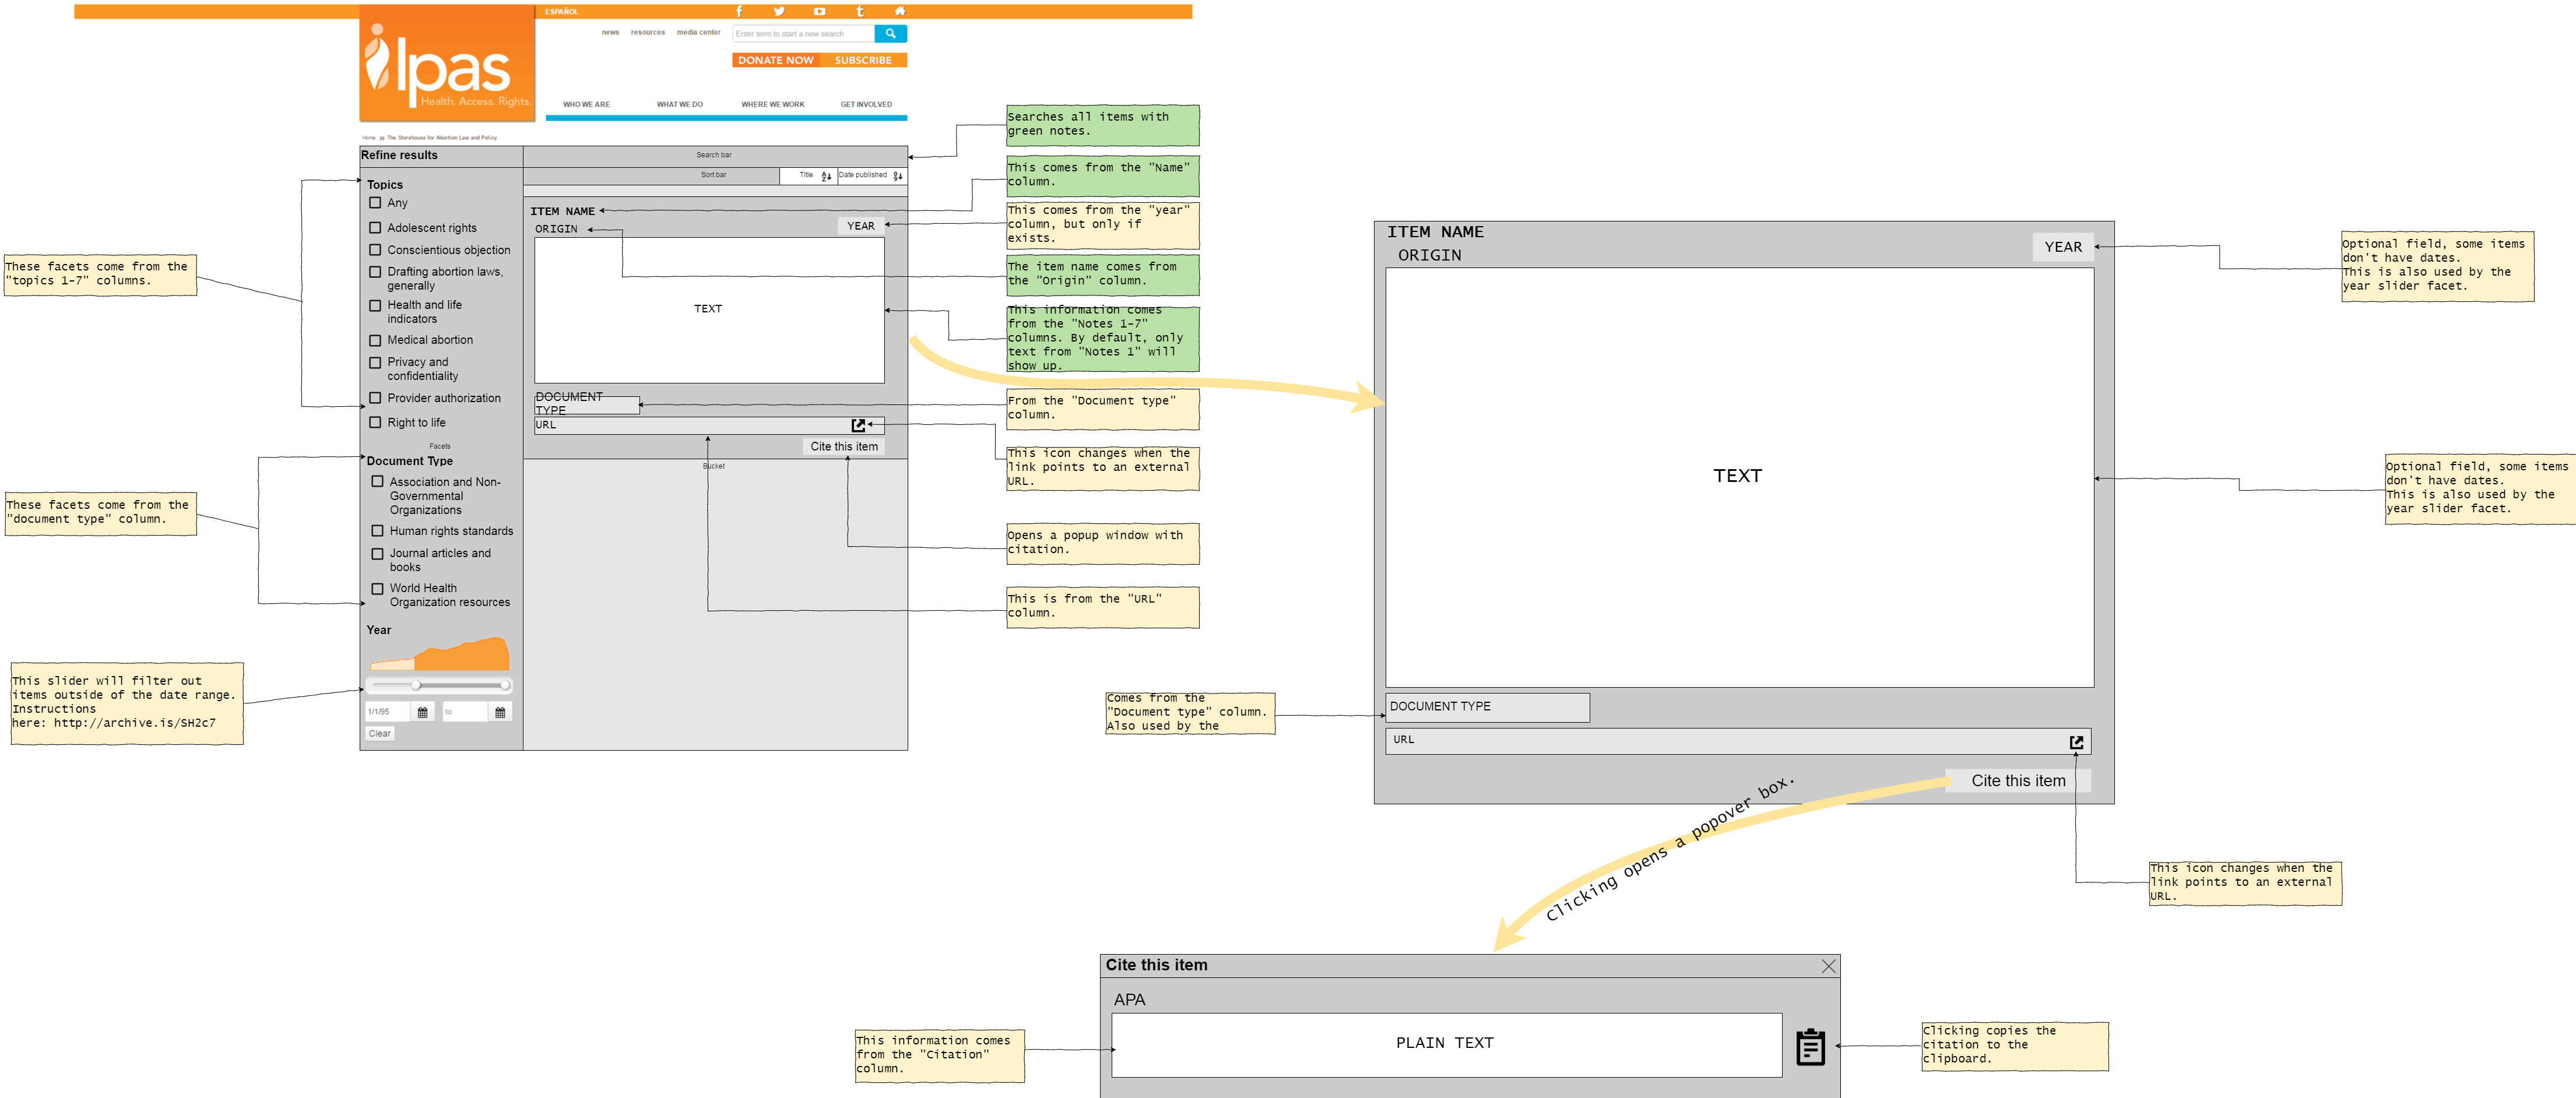 ESPAÑOL
Ipas
Health. Access. Rights.
news resources media center
Enter term to start a new search
DONATE NOW SUBSCRIBE
WHO WE ARE WHAT WE DO WHERE WE WORK GET INVOLVED
Home >> The Storehouse for Abortion Law and Policy
Refine results
Topics
Any
Adolescent rights
Conscientious objection
Drafting abortion laws,
generally
Health and life
indicators
Medical abortion
Privacy and
confidentiality
Provider authorization
Right to life
Facets
Document Type
Association and Non-
Governmental
Organizations
Human rights standards
Journal articles and
books
World Health
Organization resources
Year
1/1/95 to
Clear
These facets come from the
"topics 1-7" columns.
These facets come from the
"document type" column.
This slider will filter out
items outside of the date range.
Instructions
here: http://archive.is/SH2c7
Search bar
Sort bar
Title
Date published
ITEM NAME
YEAR
ORIGIN
TEXT
DOCUMENT
TYPE
URL
Cite this item
Bucket
Searches all items with
green notes.
This comes from the "Name"
column.
This comes from the "year"
column, but only if
exists.
The item name comes from
the "Origin" column.
This information comes
from the "Notes 1-7"
columns. By default, only
text from "Notes 1" will
show up.
From the "Document type"
column.
This icon changes when the
link points to an external
URL.
Opens a popup window with
citation.
This is from the "URL"
column.
ITEM NAME
ORIGIN
YEAR
TEXT
DOCUMENT TYPE
URL
Cite this item
Optional field, some items
don't have dates.
This is also used by the
year slider facet.
Optional field, some items
don't have dates.
This is also used by the
year slider facet.
Comes from the
"Document type" column.
Also used by the
This icon changes when the
link points to an external
URL.
Clicking opens a popover box.
Cite this item
APA
PLAIN TEXT
This information comes
from the "Citation"
column.
Clicking copies the
citation to the
clipboard.